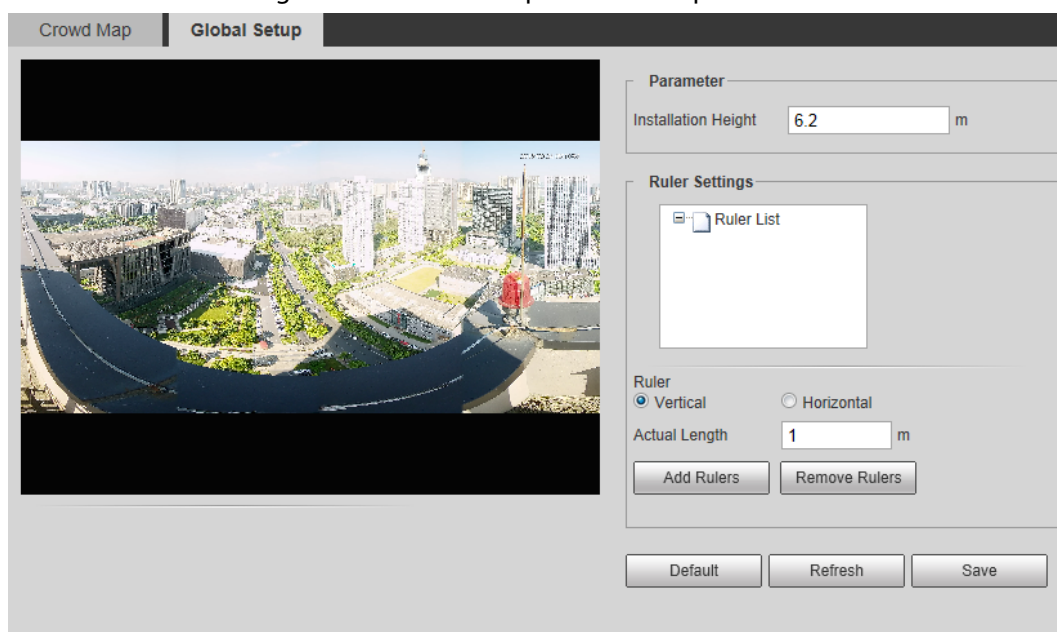 Crowd Map
Global Setup
Parameter
Installation Height 6.2 m
Ruler Settings
Ruler List
Ruler
Vertical Horizontal
Actual Length 1 m
Add Rulers Remove Rulers
Default Refresh Save